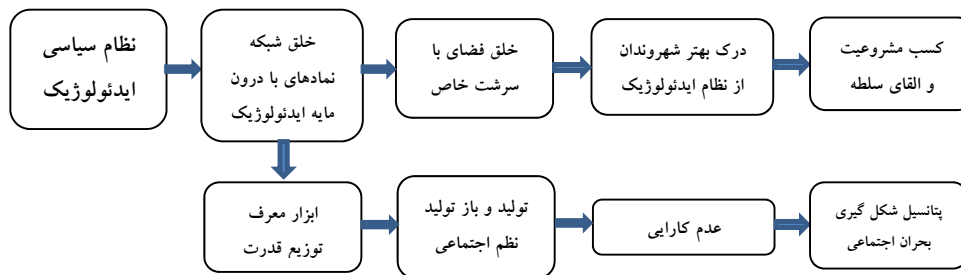 نظام سیاسی
ایدئولوژیک
خلق شبکه
نمادهای با درون
مایه ایدئولوژیک
خلق فضای با
سرشت خاص
درک بهتر شهروندان
از نظام ایدئولوژیک
کسب مشروعیت
و القای سلطه
ابزار معرف
توزیع قدرت
تولید و باز تولید
نظم اجتماعی
عدم کارایی
پتانسیل شکل گیری
بحران اجتماعی